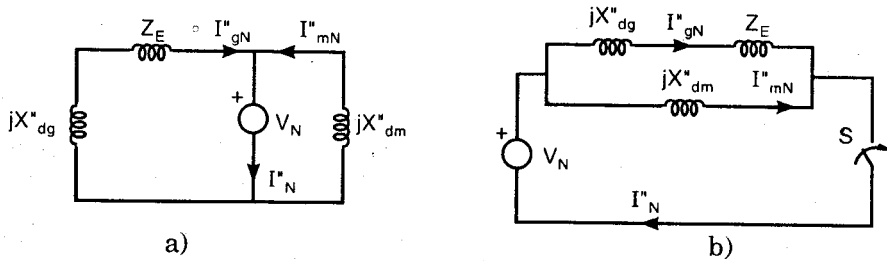 Z_E
I"_gN
I"_mN
jX"_dg
+
V_N
jX"_dm
I"_N
a)
jX"_dg
I"_gN
Z_E
jX"_dm
I"_mN
+
V_N
S
I"_N
b)